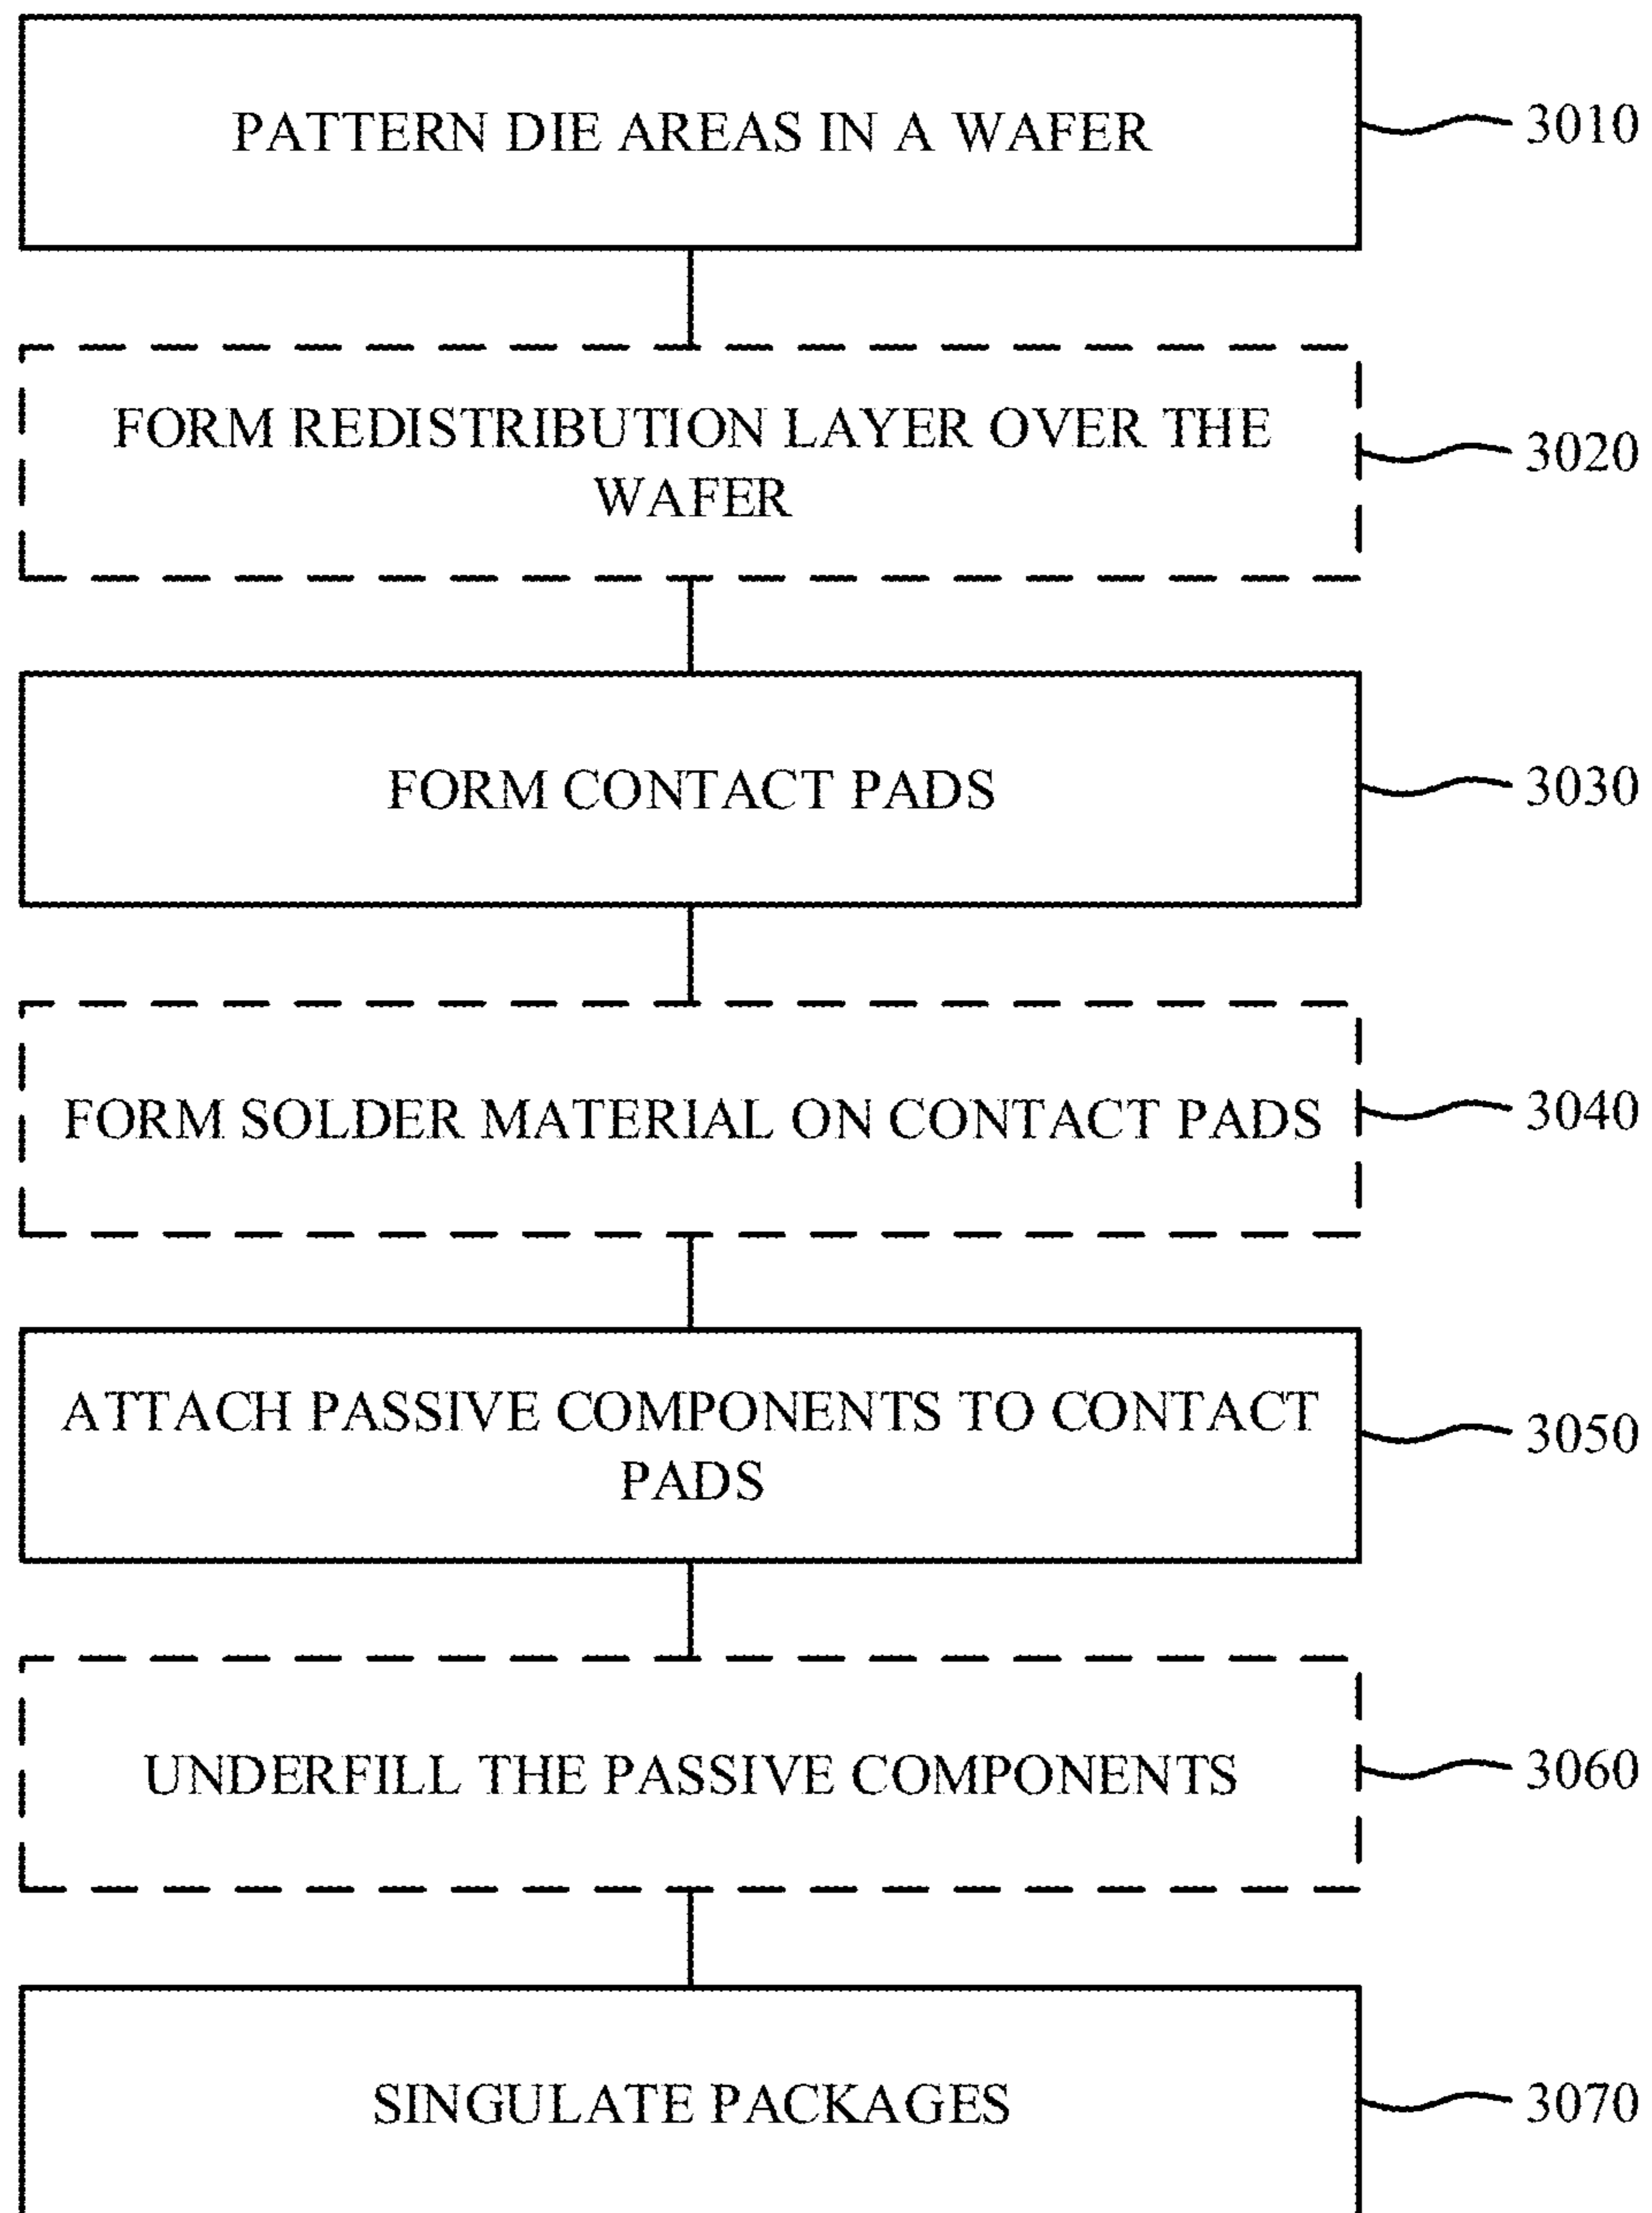 PATTERN DIE AREAS IN A WAFER
3010
FORM REDISTRIBUTION LAYER OVER THE
WAFER
3020
FORM CONTACT PADS
3030
FORM SOLDER MATERIAL ON CONTACT PADS
3040
ATTACH PASSIVE COMPONENTS TO CONTACT
PADS
3050
UNDERFILL THE PASSIVE COMPONENTS
3060
SINGULATE PACKAGES
3070